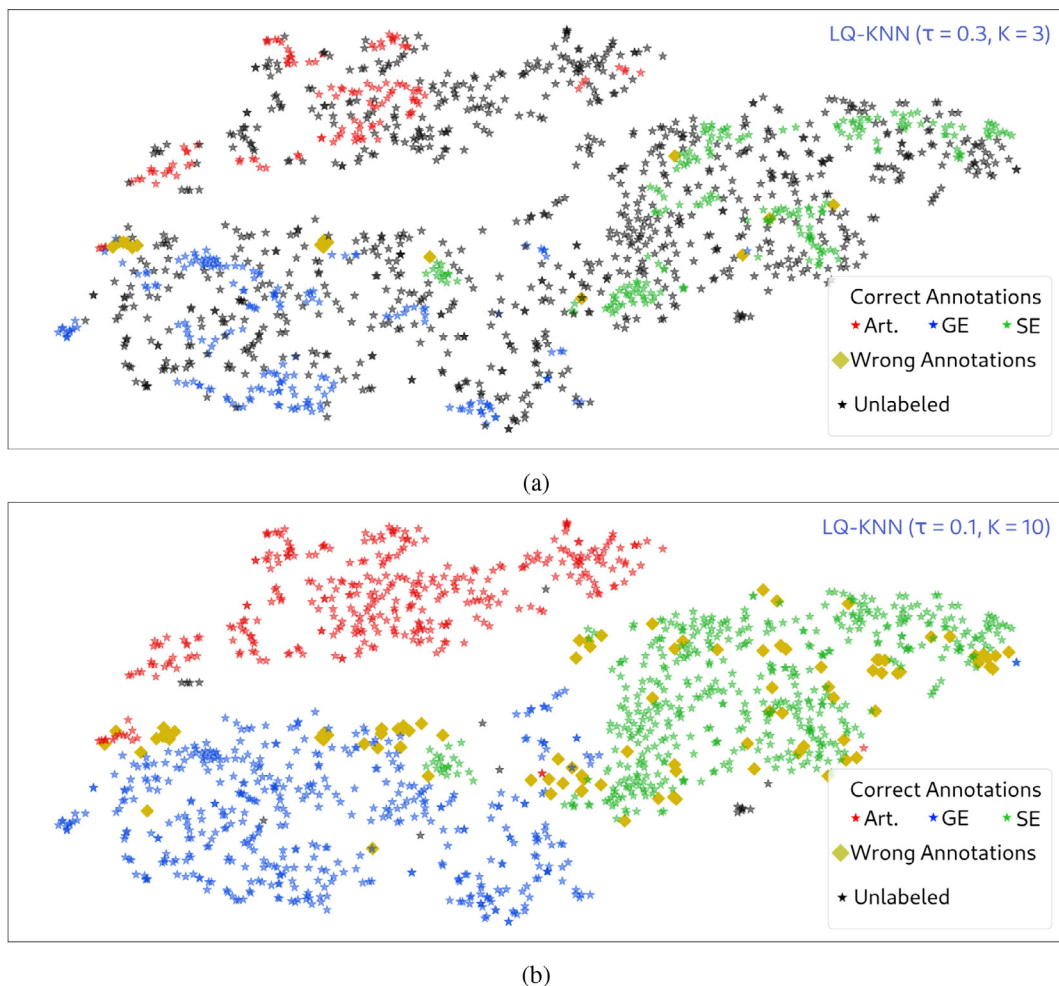 LQ-KNN (τ = 0.3, K = 3)
Correct Annotations
Art. GE SE
Wrong Annotations
Unlabeled
(a)
LQ-KNN (τ = 0.1, K = 10)
Correct Annotations
Art. GE SE
Wrong Annotations
Unlabeled
(b)